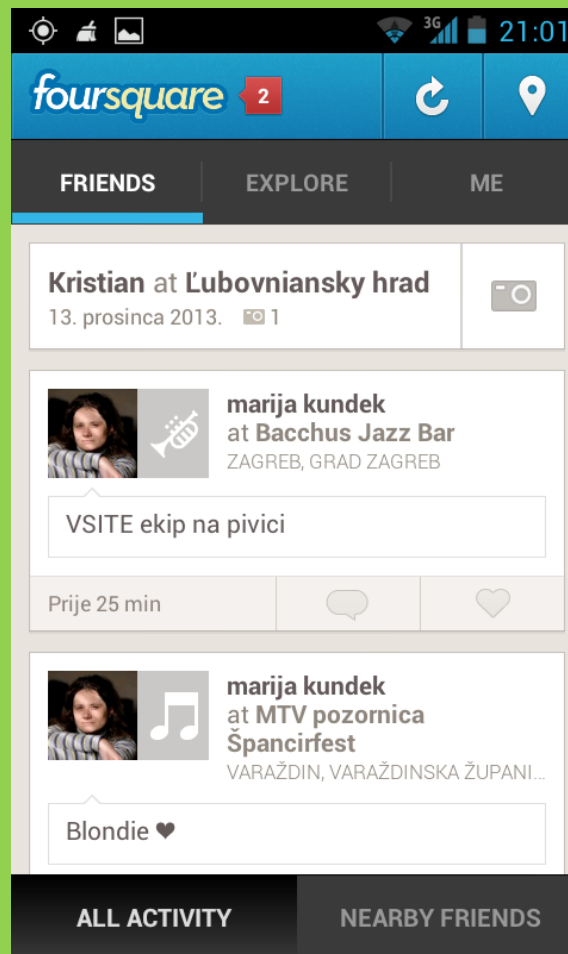 3G 21:01
foursquare 2
FRIENDS EXPLORE ME
Kristian at Ľubovniansky hrad
13. prosinca 2013. 1
marija kundek
at Bacchus Jazz Bar
ZAGREB, GRAD ZAGREB
VSITE ekip na pivici
Prije 25 min
marija kundek
at MTV pozornica
Špancirfest
VARAŽDIN, VARAŽDINSKA ŽUPANI...
Blondie ♥
ALL ACTIVITY NEARBY FRIENDS